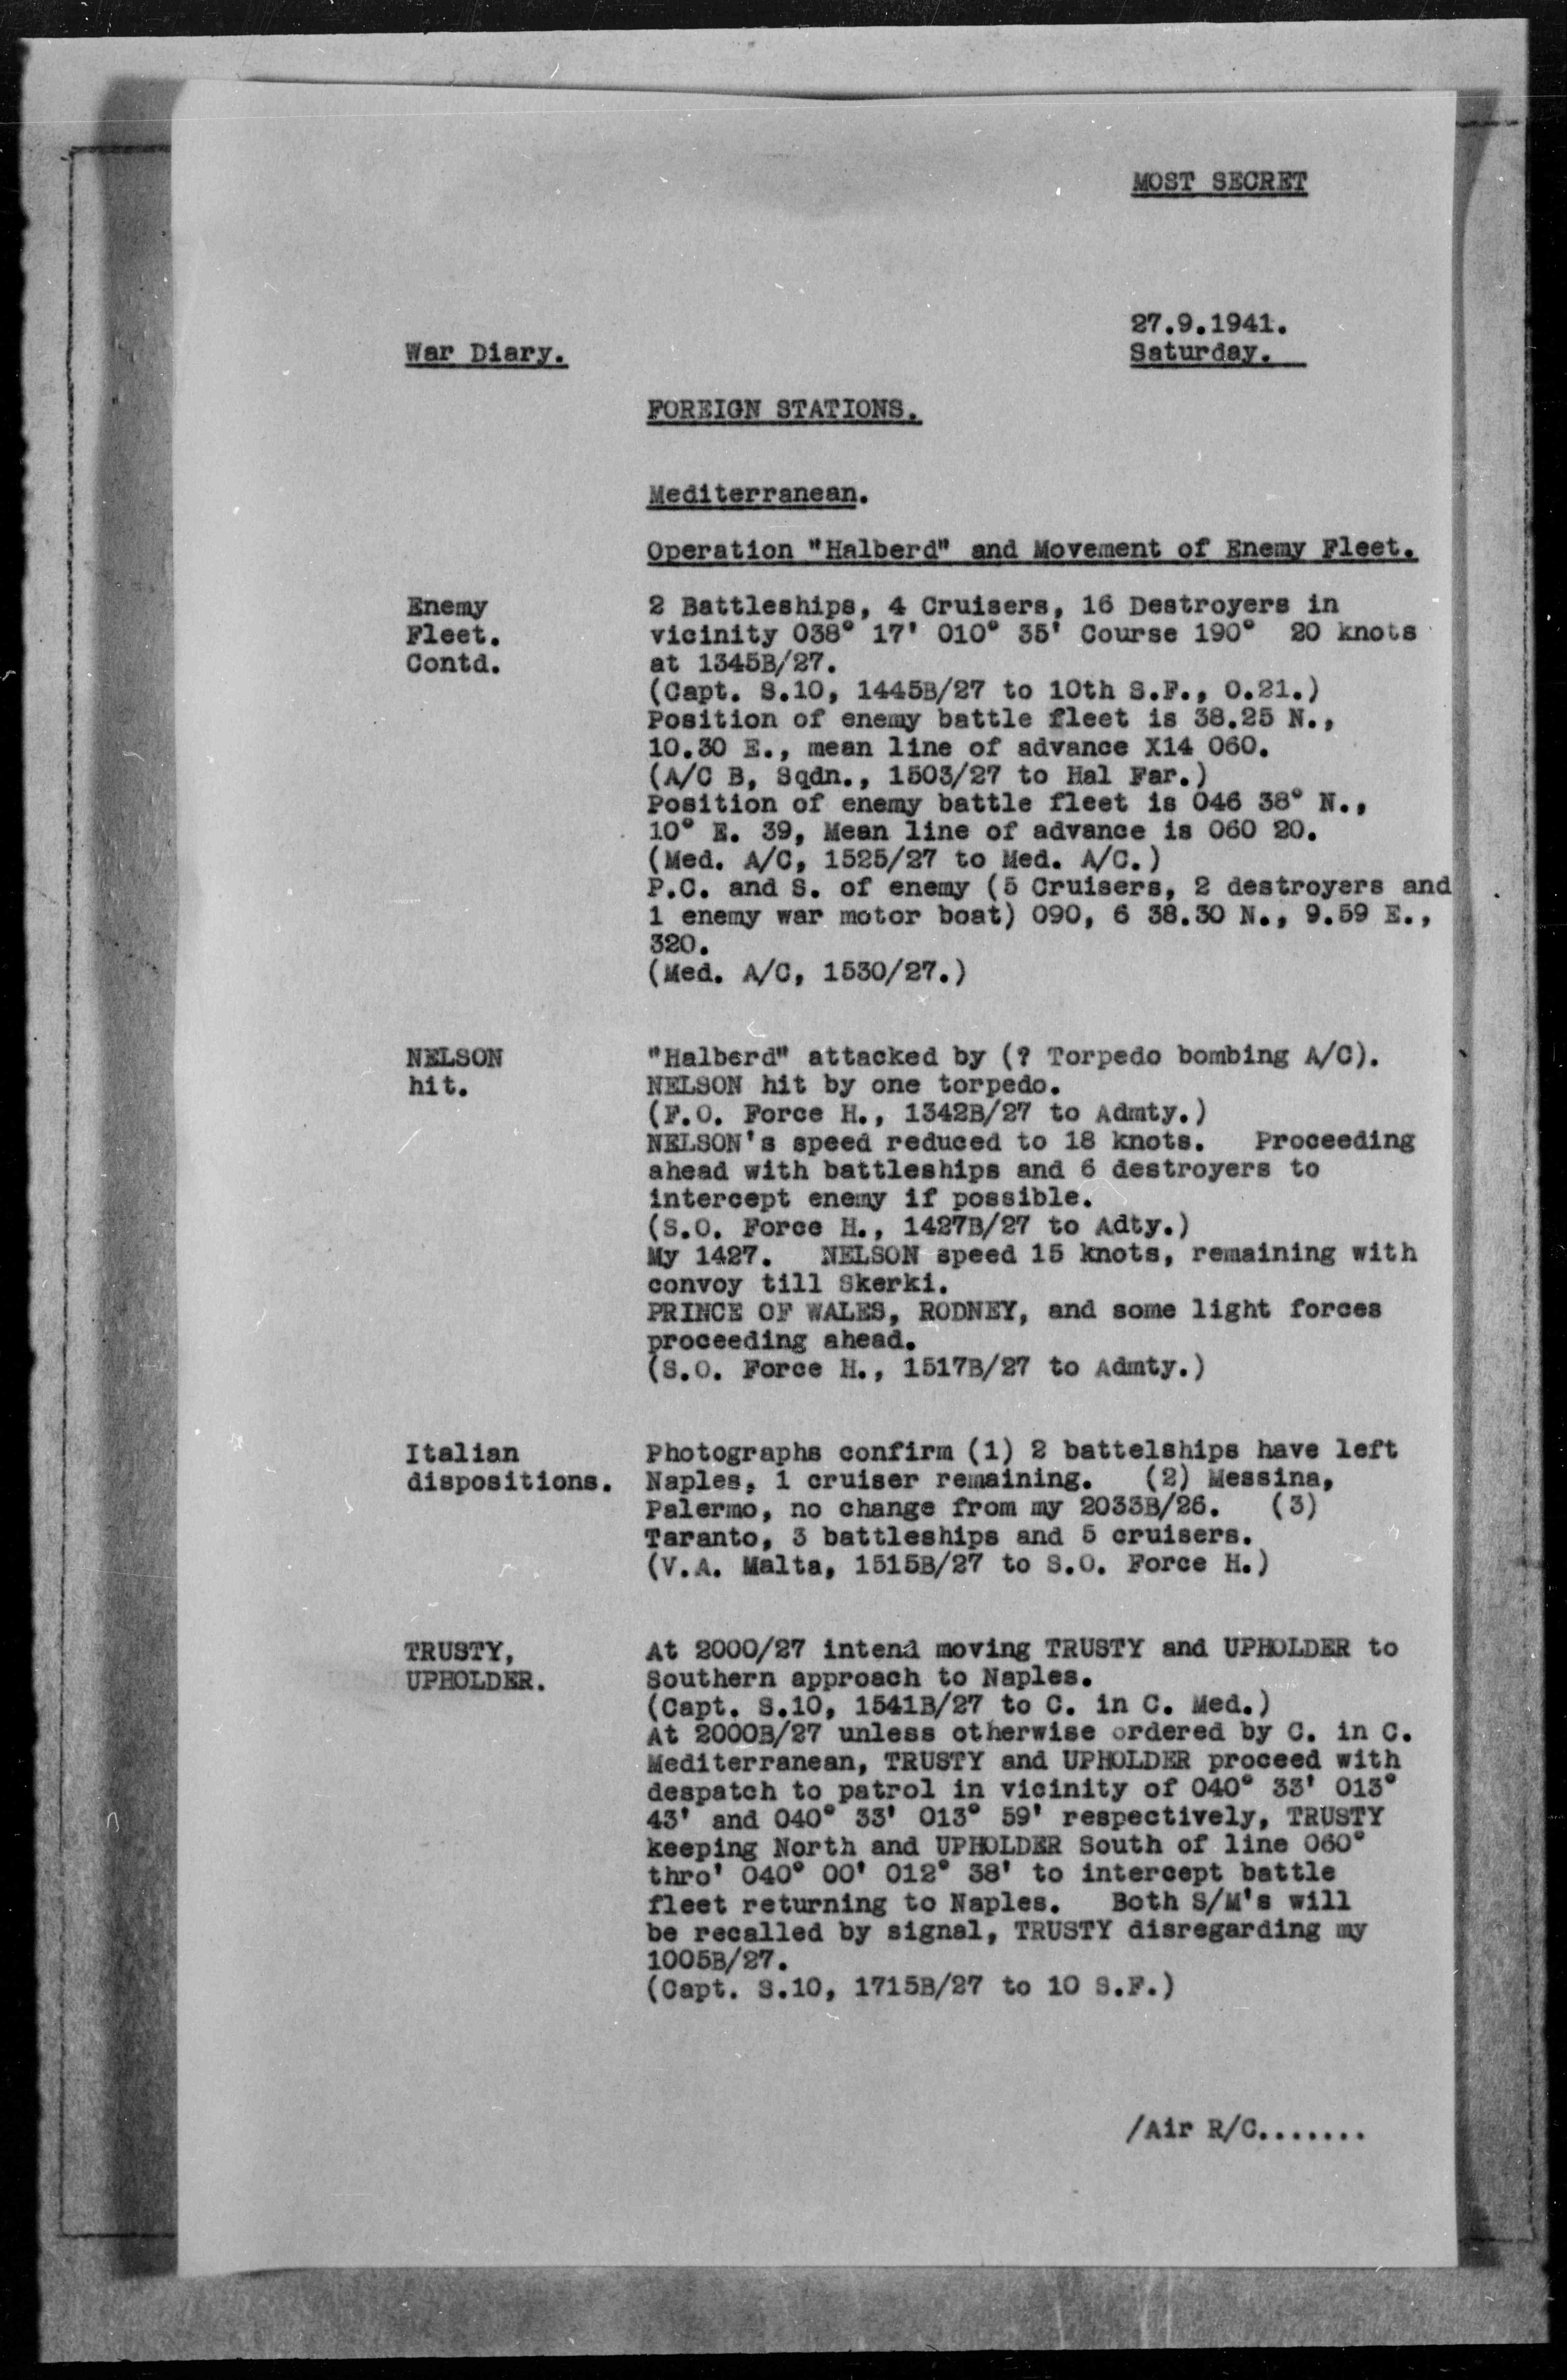 MOST SECRET
27.9.1941.
War Diary.
Saturday.
FOREIGN STATIONS.
Mediterranean.
Operation "Halberd" and Movement of Enemy Fleet.
Enemy
Fleet.
Contd.
2 Battleships, 4 Cruisers, 16 Destroyers in
vicinity 038° 17' 010° 35' Course 190° 20 knots
at 1345B/27.
(Capt. S.10, 1445B/27 to 10th S.F., 0.21.)
Position of enemy battle fleet is 38.25 N.,
10.30 E., mean line of advance X14 060.
(A/C B, Sqdn., 1503/27 to Hal Far.)
Position of enemy battle fleet is 046 38° N.,
10° E. 39, Mean line of advance is 060 20.
(Med. A/C, 1525/27 to Med. A/C.)
P.C. and S. of enemy (5 Cruisers, 2 destroyers and
1 enemy war motor boat) 090, 6 38.30 N., 9.59 E.,
320.
(Med. A/C, 1530/27.)
NELSON
hit.
"Halberd" attacked by (? Torpedo bombing A/C).
NELSON hit by one torpedo.
(F.O. Force H., 1342B/27 to Admty.)
NELSON's speed reduced to 18 knots. Proceeding
ahead with battleships and 6 destroyers to
intercept enemy if possible.
(S.O. Force H., 1427B/27 to Adty.)
My 1427. NELSON speed 15 knots, remaining with
convoy till Skerki.
PRINCE OF WALES, RODNEY, and some light forces
proceeding ahead.
(S.O. Force H., 1517B/27 to Admty.)
Italian
dispositions.
Photographs confirm (1) 2 battelships have left
Naples, 1 cruiser remaining. (2) Messina,
Palermo, no change from my 2033B/26. (3)
Taranto, 3 battleships and 5 cruisers.
(V.A. Malta, 1515B/27 to S.O. Force H.)
TRUSTY,
UPHOLDER.
At 2000/27 intend moving TRUSTY and UPHOLDER to
Southern approach to Naples.
(Capt. S.10, 1541B/27 to C. in C. Med.)
At 2000B/27 unless otherwise ordered by C. in C.
Mediterranean, TRUSTY and UPHOLDER proceed with
despatch to patrol in vicinity of 040° 33' 013°
43' and 040° 33' 013° 59' respectively, TRUSTY
keeping North and UPHOLDER South of line 060°
thro' 040° 00' 012° 38' to intercept battle
fleet returning to Naples. Both S/M's will
be recalled by signal, TRUSTY disregarding my
1005B/27.
(Capt. S.10, 1715B/27 to 10 S.F.)
/Air R/C.......